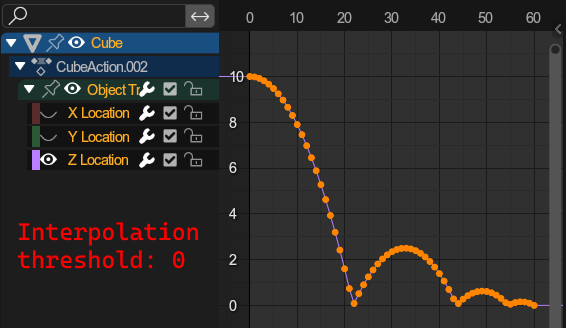 0 10 20 30 40 50 60
Cube
CubeAction.002
Object Tr
X Location
Y Location
Z Location
10
8
6
4
2
0
Interpolation
threshold: 0